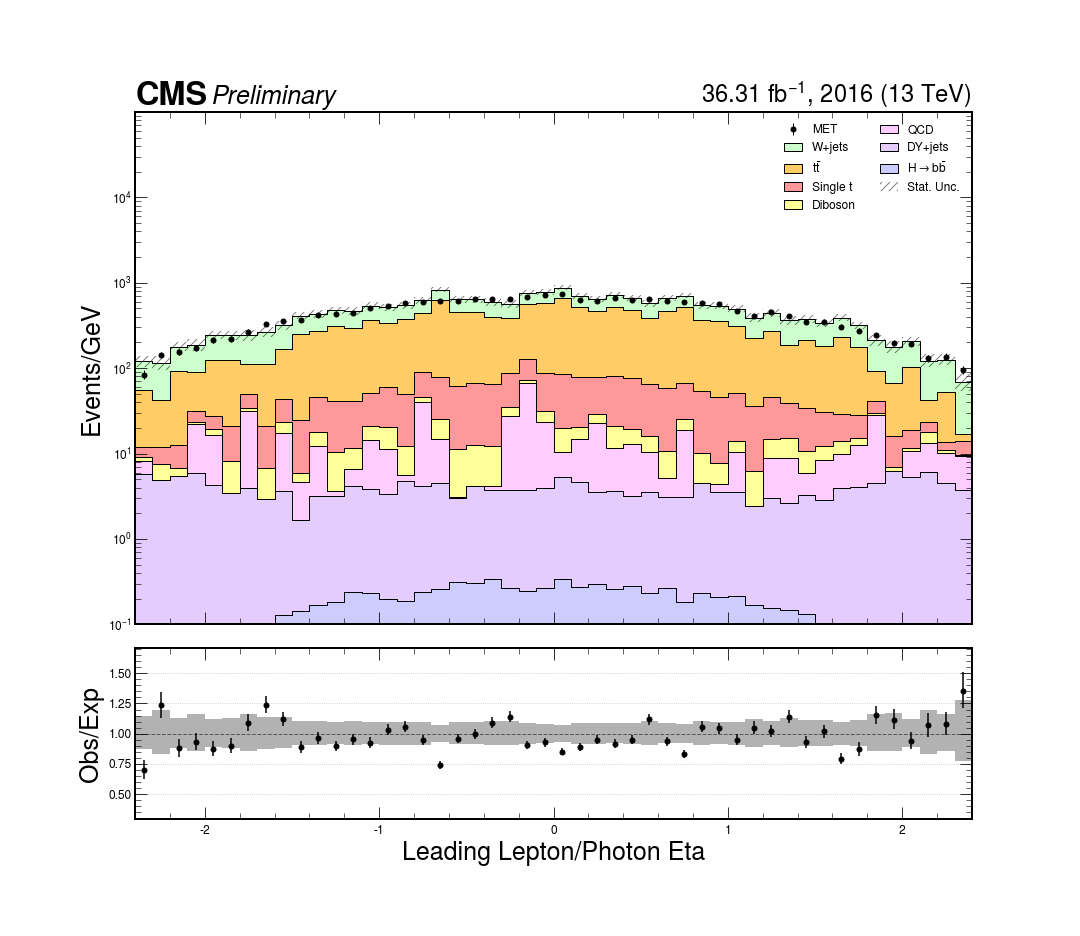 CMS Preliminary
36.31 fb⁻¹, 2016 (13 TeV)
MET
W+jets
tt̄
Single t
Diboson
QCD
DY+jets
H→bb̄
Stat. Unc.
Events/GeV
10⁴
10³
10²
10¹
10⁰
10⁻¹
Obs/Exp
1.50
1.25
1.00
0.75
0.50
-2 -1 0 1 2
Leading Lepton/Photon Eta